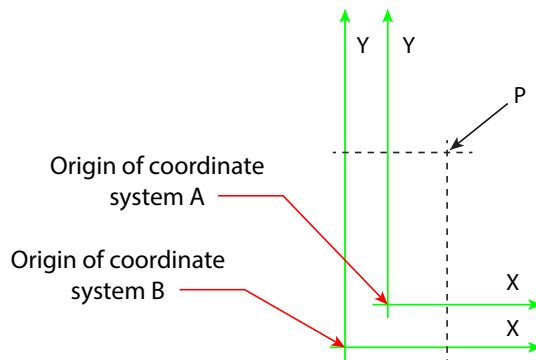 Y Y
P
Origin of coordinate
system A
Origin of coordinate
system B
X
X